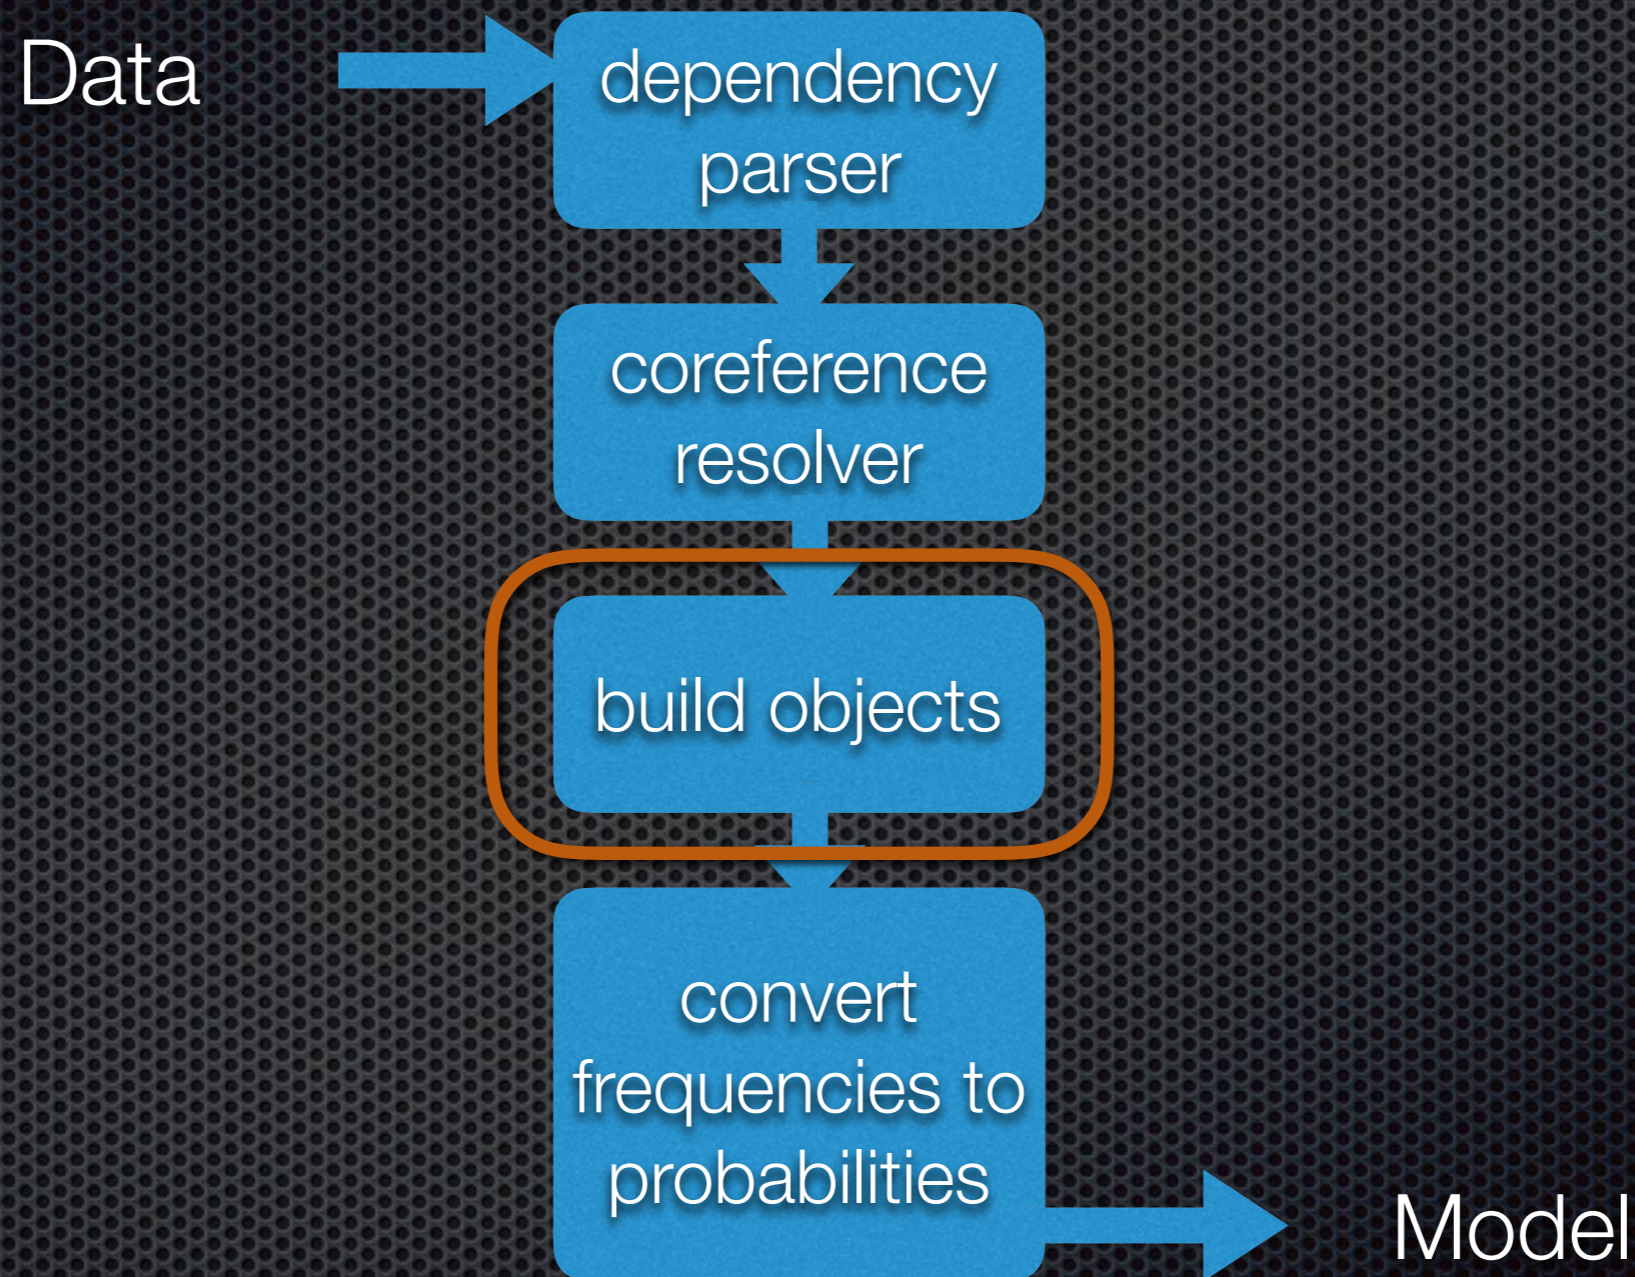 Data
dependency
parser
coreference
resolver
build objects
convert
frequencies to
probabilities
Model